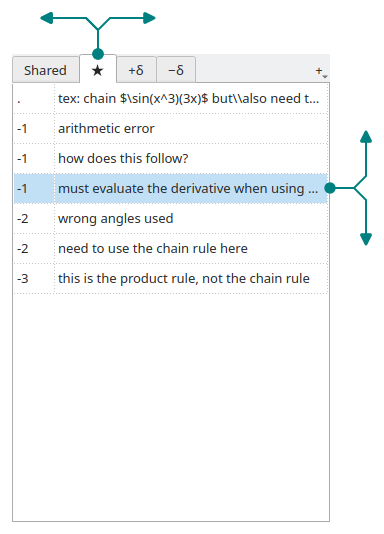 Shared ★ +δ −δ +
. tex: chain $\sin(x^3)(3x)$ but\\also need t...
-1 arithmetic error
-1 how does this follow?
-1 must evaluate the derivative when using ...
-2 wrong angles used
-2 need to use the chain rule here
-3 this is the product rule, not the chain rule